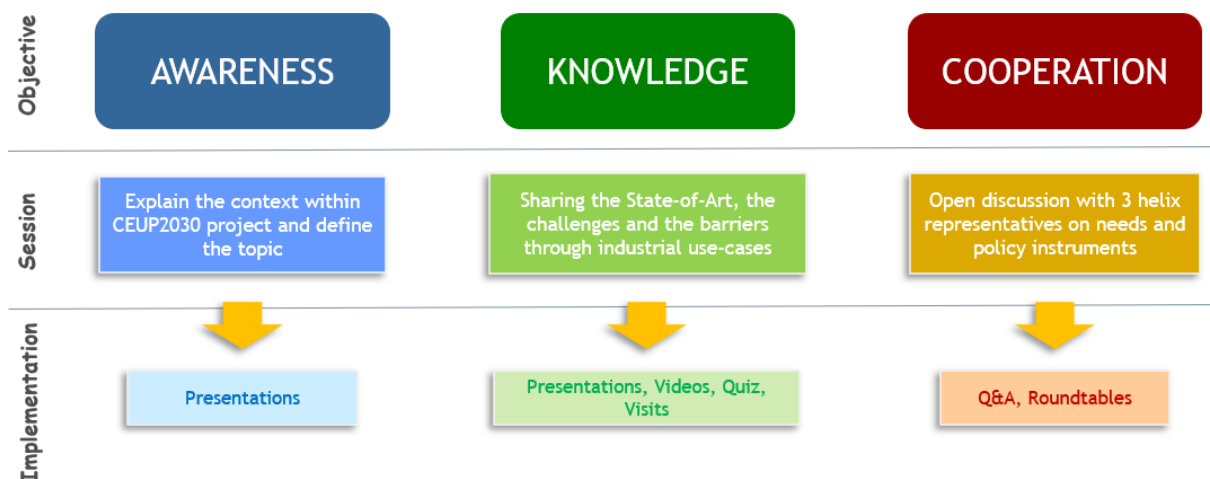 Objective
AWARENESS
KNOWLEDGE
COOPERATION
Session
Explain the context within
CEUP2030 project and define
the topic
Sharing the State-of-Art, the
challenges and the barriers
through industrial use-cases
Open discussion with 3 helix
representatives on needs and
policy instruments
Implementation
Presentations
Presentations, Videos, Quiz,
Visits
Q&A, Roundtables